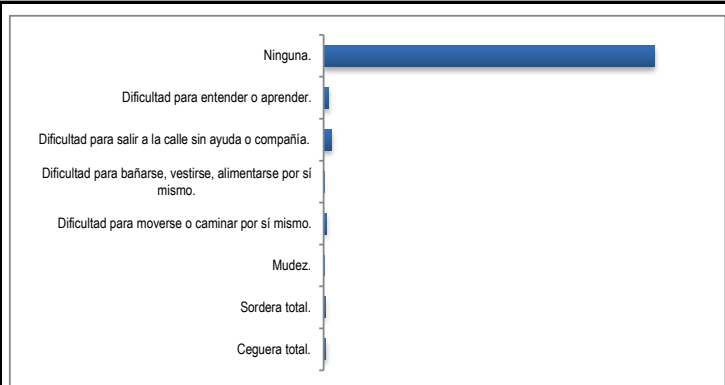 Ninguna.
Dificultad para entender o aprender.
Dificultad para salir a la calle sin ayuda o compañía.
Dificultad para bañarse, vestirse, alimentarse por sí
mismo.
Dificultad para moverse o caminar por sí mismo.
Mudez.
Sordera total.
Ceguera total.